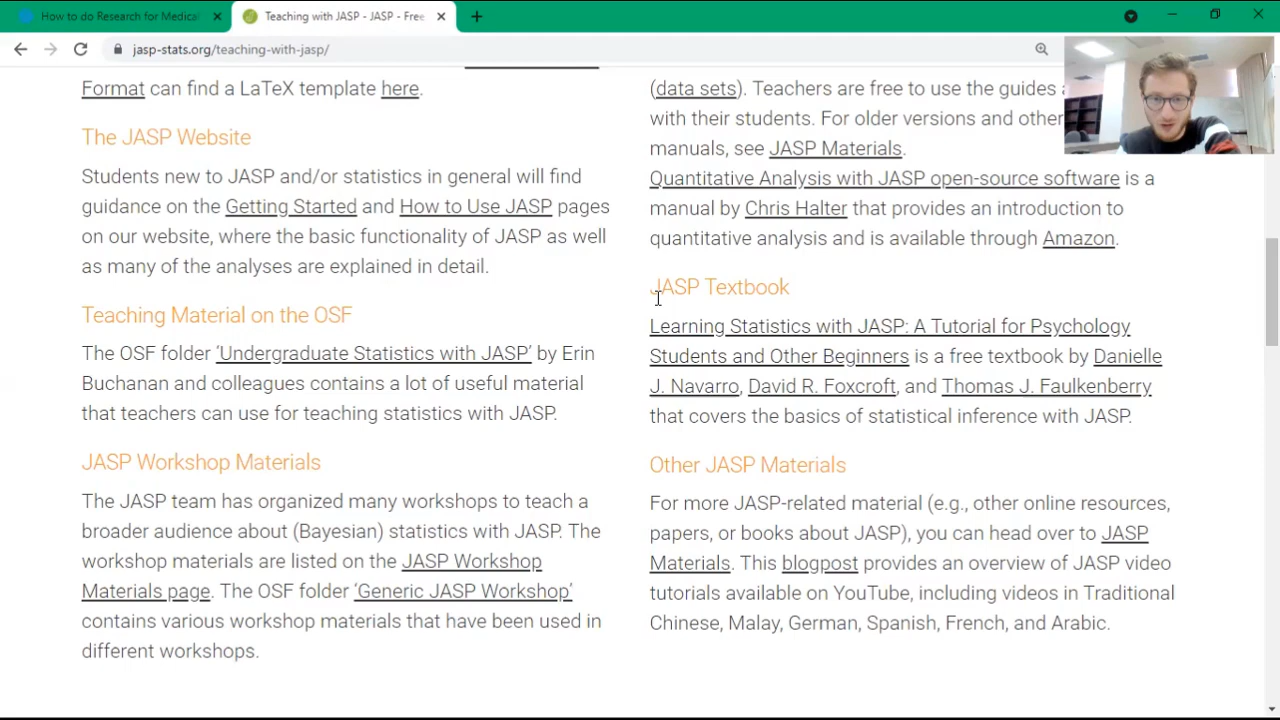 How to do Research for Medical
Teaching with JASP - JASP - Free
jasp-stats.org/teaching-with-jasp/
Format can find a LaTeX template here.
The JASP Website
Students new to JASP and/or statistics in general will find
guidance on the Getting Started and How to Use JASP pages
on our website, where the basic functionality of JASP as well
as many of the analyses are explained in detail.
Teaching Material on the OSF
The OSF folder ‘Undergraduate Statistics with JASP’ by Erin
Buchanan and colleagues contains a lot of useful material
that teachers can use for teaching statistics with JASP.
JASP Workshop Materials
The JASP team has organized many workshops to teach a
broader audience about (Bayesian) statistics with JASP. The
workshop materials are listed on the JASP Workshop
Materials page. The OSF folder ‘Generic JASP Workshop’
contains various workshop materials that have been used in
different workshops.
(data sets). Teachers are free to use the guides
with their students. For older versions and other
manuals, see JASP Materials.
Quantitative Analysis with JASP open-source software is a
manual by Chris Halter that provides an introduction to
quantitative analysis and is available through Amazon.
JASP Textbook
Learning Statistics with JASP: A Tutorial for Psychology
Students and Other Beginners is a free textbook by Danielle
J. Navarro, David R. Foxcroft, and Thomas J. Faulkenberry
that covers the basics of statistical inference with JASP.
Other JASP Materials
For more JASP-related material (e.g., other online resources,
papers, or books about JASP), you can head over to JASP
Materials. This blogpost provides an overview of JASP video
tutorials available on YouTube, including videos in Traditional
Chinese, Malay, German, Spanish, French, and Arabic.